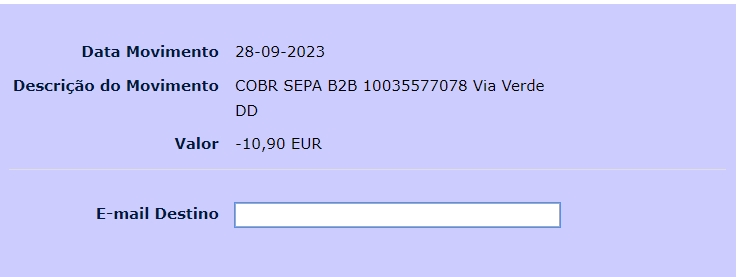 Data Movimento 28-09-2023
Descrição do Movimento COBR SEPA B2B 10035577078 Via Verde
DD
Valor -10,90 EUR
E-mail Destino